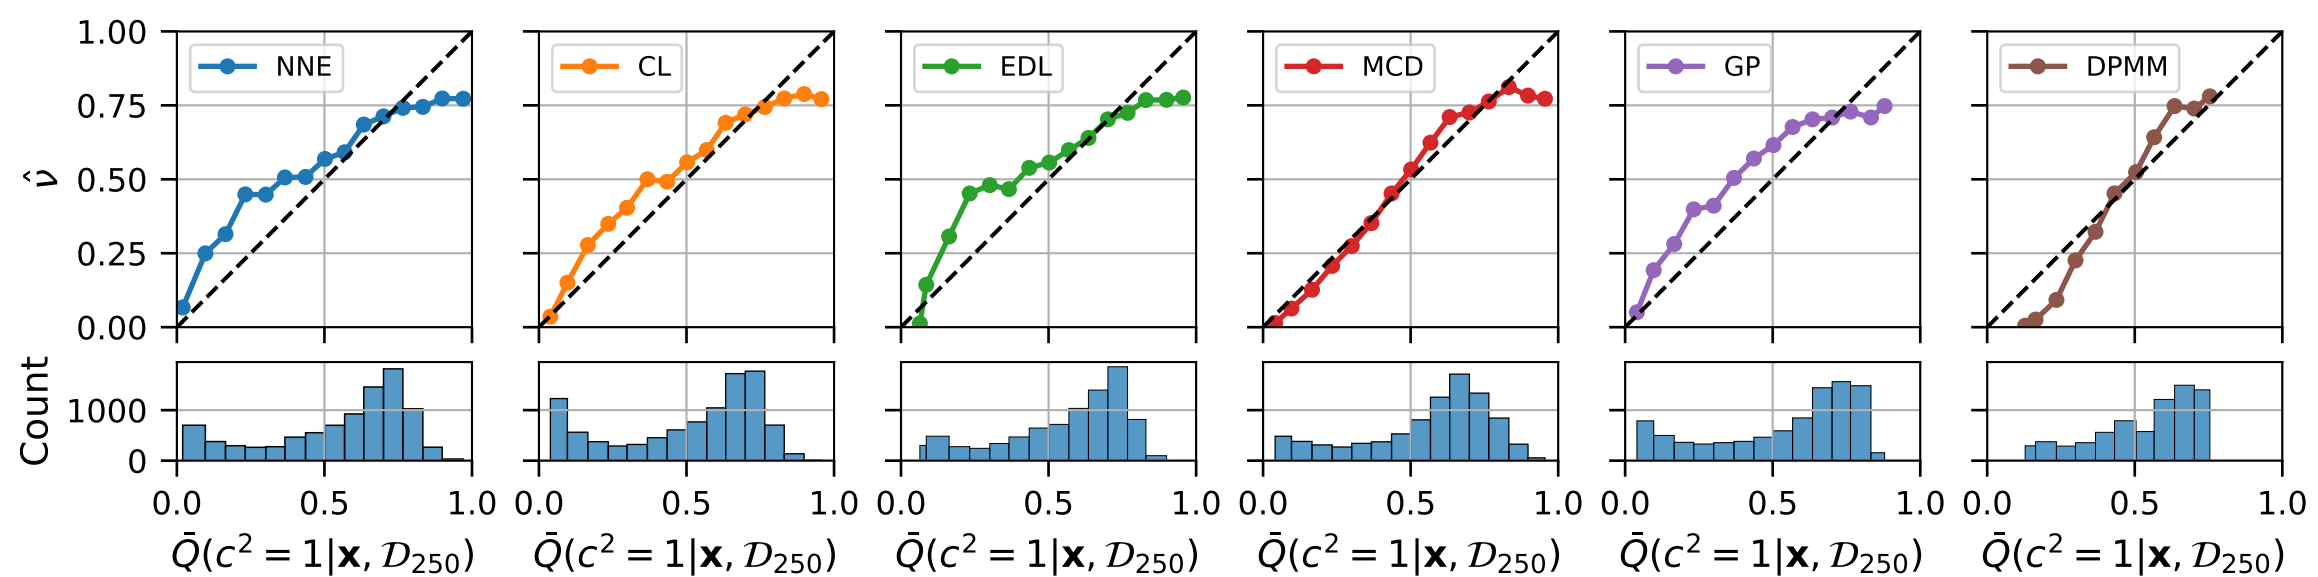 1.00
0.75
0.50
0.25
0.00
ν̂
NNE
CL
EDL
MCD
GP
DPMM
Count
1000
0
0.0 0.5 1.0
0.0 0.5 1.0
0.0 0.5 1.0
0.0 0.5 1.0
0.0 0.5 1.0
0.0 0.5 1.0
Q̄(c² = 1|x, 𝒟₂₅₀)
Q̄(c² = 1|x, 𝒟₂₅₀)
Q̄(c² = 1|x, 𝒟₂₅₀)
Q̄(c² = 1|x, 𝒟₂₅₀)
Q̄(c² = 1|x, 𝒟₂₅₀)
Q̄(c² = 1|x, 𝒟₂₅₀)